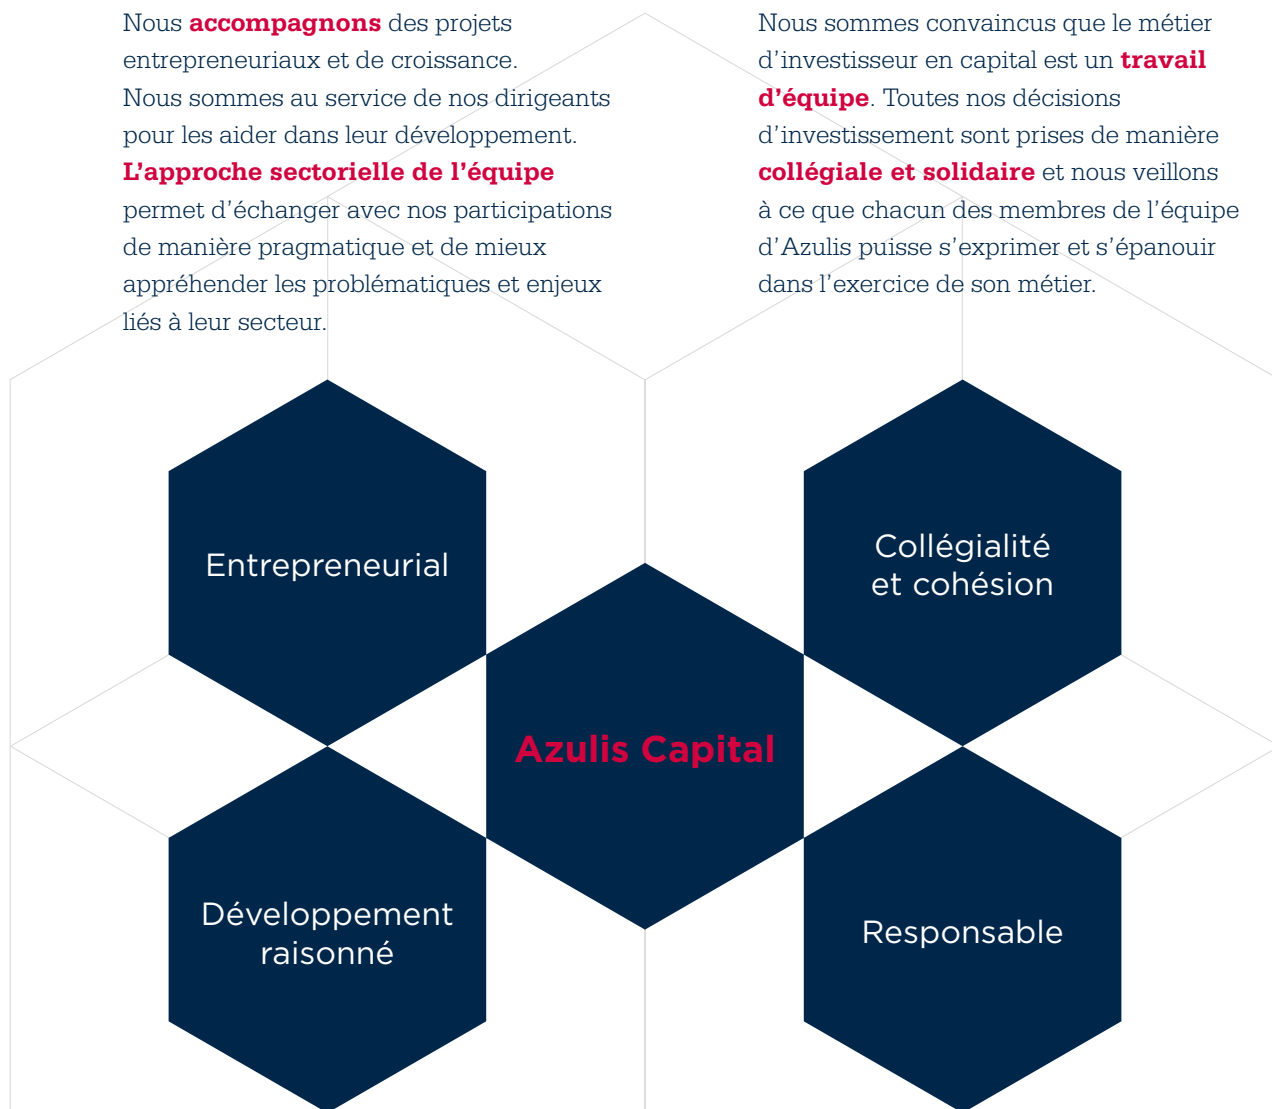 Nous accompagnons des projets
entrepreneuriaux et de croissance.
Nous sommes au service de nos dirigeants
pour les aider dans leur développement.
L’approche sectorielle de l’équipe
permet d’échanger avec nos participations
de manière pragmatique et de mieux
appréhender les problématiques et enjeux
liés à leur secteur.
Nous sommes convaincus que le métier
d’investisseur en capital est un travail
d’équipe. Toutes nos décisions
d’investissement sont prises de manière
collégiale et solidaire et nous veillons
à ce que chacun des membres de l’équipe
d’Azulis puisse s’exprimer et s’épanouir
dans l’exercice de son métier.
Entrepreneurial
Collégialité
et cohésion
Azulis Capital
Développement
raisonné
Responsable